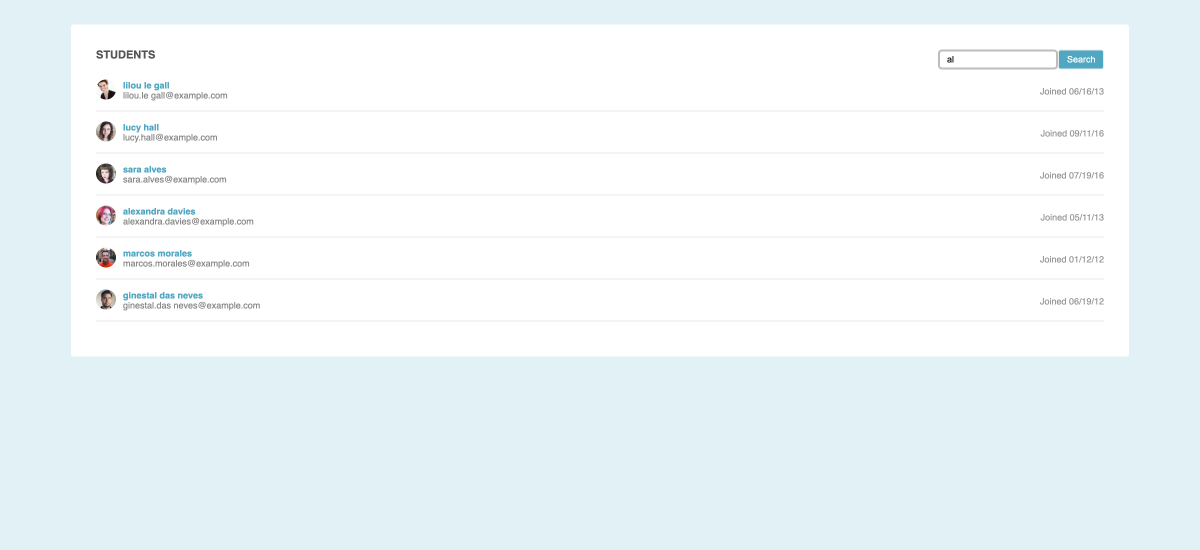 STUDENTS
al
Search
lilou le gall
lilou.le gall@example.com
Joined 06/16/13
lucy hall
lucy.hall@example.com
Joined 09/11/16
sara alves
sara.alves@example.com
Joined 07/19/16
alexandra davies
alexandra.davies@example.com
Joined 05/11/13
marcos morales
marcos.morales@example.com
Joined 01/12/12
ginestal das neves
ginestal.das neves@example.com
Joined 06/19/12